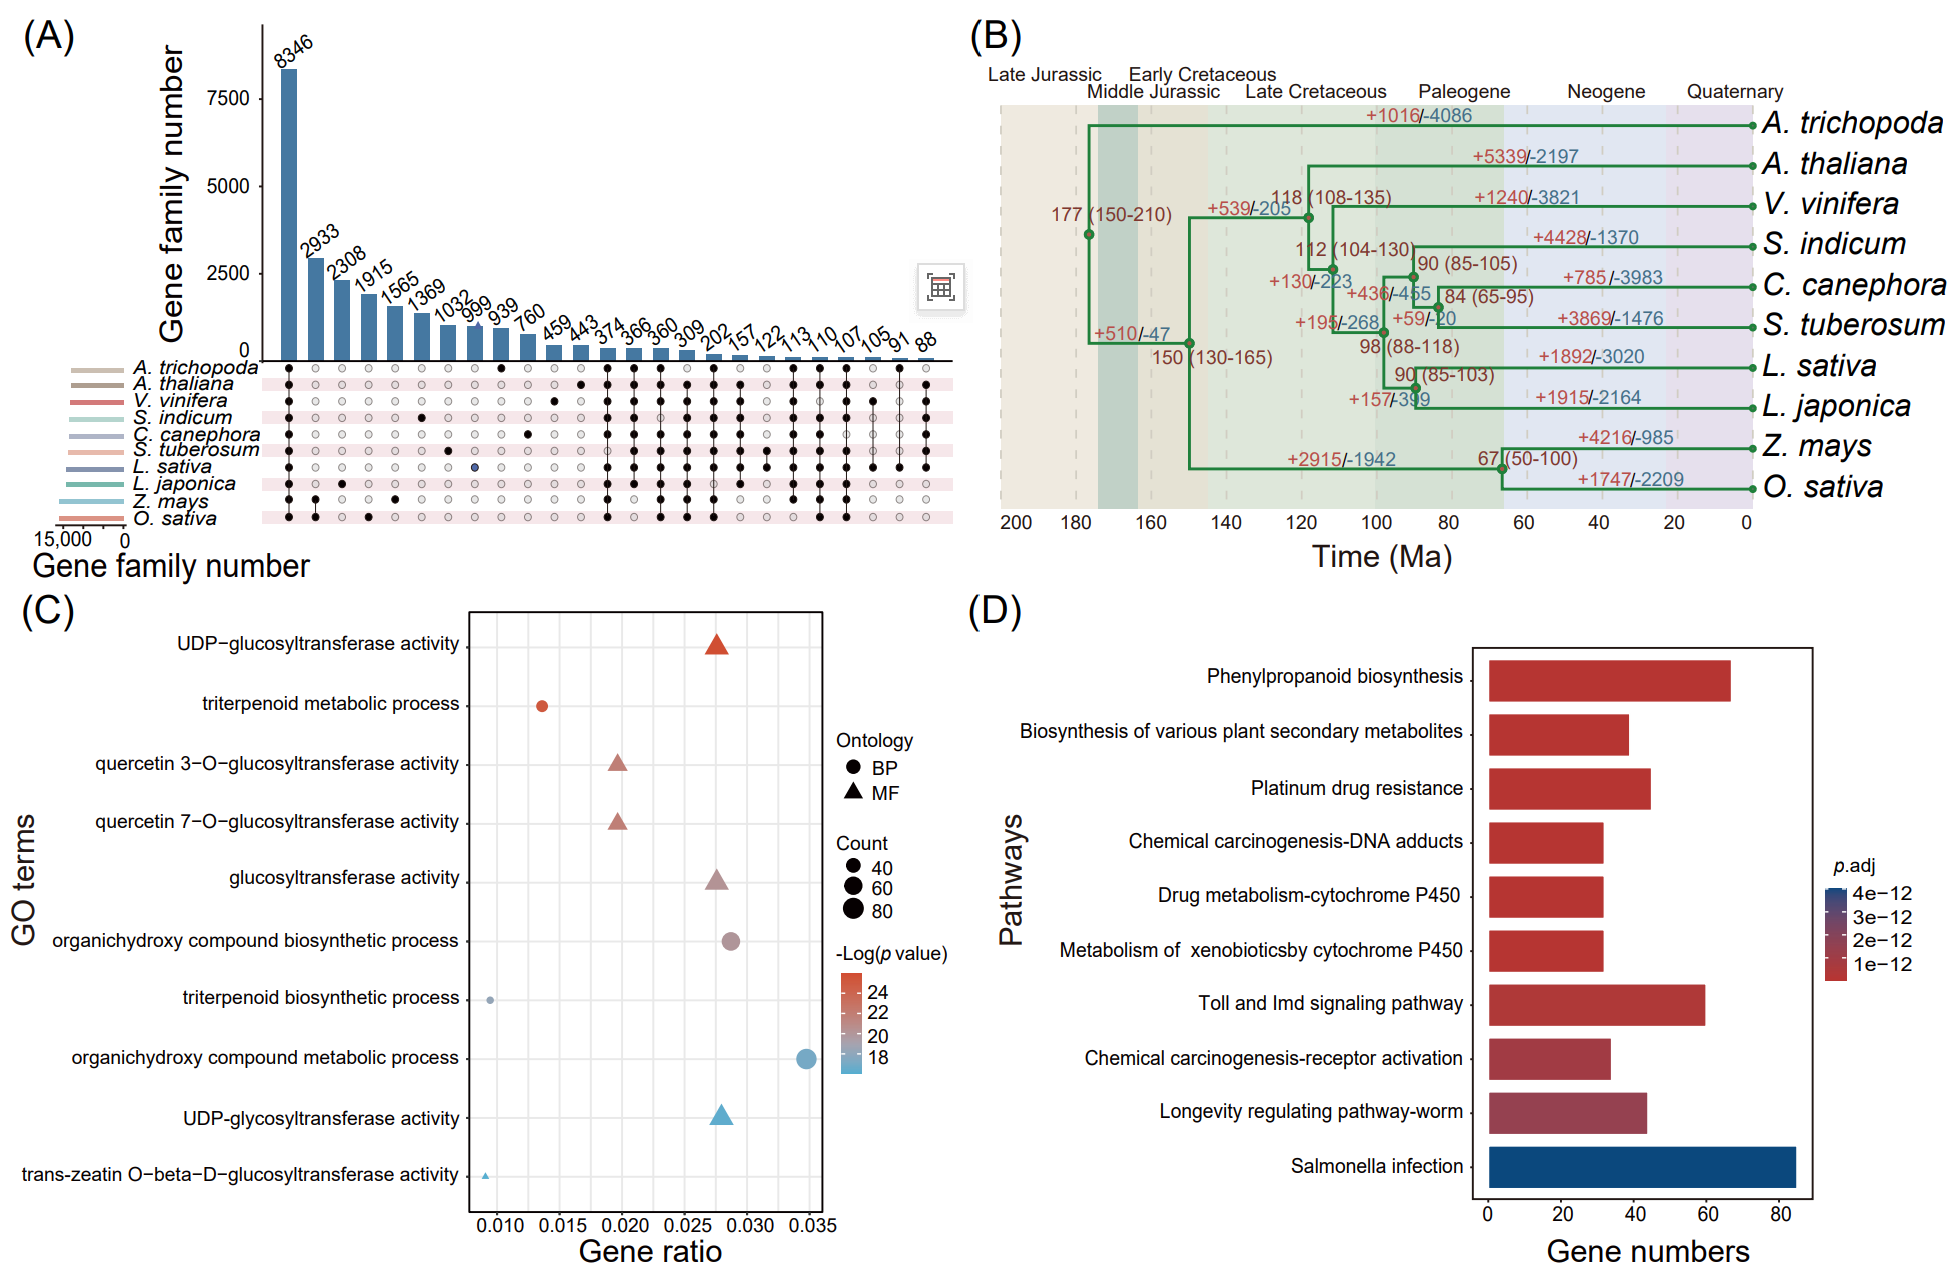 (A)
Gene family number
7500
5000
2500
0
8346
2933
2308
1915
1565
1369
1032
999
939
760
459
443
374
366
360
309
202
157
122
113
110
107
105
91
88
A. trichopoda
A. thaliana
V. vinifera
S. indicum
C. canephora
S. tuberosum
L. sativa
L. japonica
Z. mays
O. sativa
15,000 0
Gene family number
(B)
Late Jurassic Early Cretaceous
Middle Jurassic Late Cretaceous Paleogene Neogene Quaternary
+1016/-4086 A. trichopoda
+5339/-2197 A. thaliana
118 (108-135)
+1240/-3821 V. vinifera
+539/-205
177 (150-210)
+4428/-1370 S. indicum
112 (104-130)
90 (85-105)
+130/-223
+785/-3983 C. canephora
+436/-455
84 (65-95)
+195/-268
+59/-20
+3869/-1476 S. tuberosum
+510/-47
98 (88-118)
150 (130-165)
+1892/-3020 L. sativa
90 (85-103)
+157/-399
+1915/-2164 L. japonica
+4216/-985 Z. mays
+2915/-1942
67 (50-100)
+1747/-2209 O. sativa
200 180 160 140 120 100 80 60 40 20 0
Time (Ma)
(C)
GO terms
UDP−glucosyltransferase activity
triterpenoid metabolic process
quercetin 3−O−glucosyltransferase activity
quercetin 7−O−glucosyltransferase activity
glucosyltransferase activity
organichydroxy compound biosynthetic process
triterpenoid biosynthetic process
organichydroxy compound metabolic process
UDP-glycosyltransferase activity
trans-zeatin O−beta−D−glucosyltransferase activity
0.010 0.015 0.020 0.025 0.030 0.035
Gene ratio
Ontology
BP
MF
Count
40
60
80
-Log(p value)
24
22
20
18
(D)
Pathways
Phenylpropanoid biosynthesis
Biosynthesis of various plant secondary metabolites
Platinum drug resistance
Chemical carcinogenesis-DNA adducts
Drug metabolism-cytochrome P450
Metabolism of xenobioticsby cytochrome P450
Toll and Imd signaling pathway
Chemical carcinogenesis-receptor activation
Longevity regulating pathway-worm
Salmonella infection
0 20 40 60 80
Gene numbers
p.adj
4e−12
3e−12
2e−12
1e−12